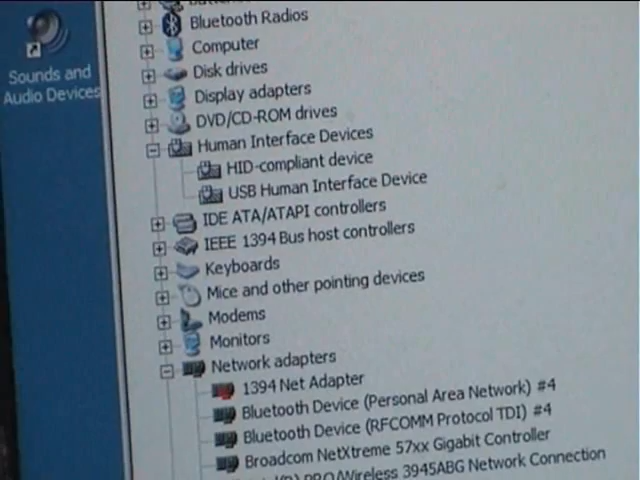 Sounds and
Audio Devices
Bluetooth Radios
Computer
Disk drives
Display adapters
DVD/CD-ROM drives
Human Interface Devices
HID-compliant device
USB Human Interface Device
IDE ATA/ATAPI controllers
IEEE 1394 Bus host controllers
Keyboards
Mice and other pointing devices
Modems
Monitors
Network adapters
1394 Net Adapter
Bluetooth Device (Personal Area Network) #4
Bluetooth Device (RFCOMM Protocol TDI) #4
Broadcom NetXtreme 57xx Gigabit Controller
PRO/Wireless 3945ABG Network Connection